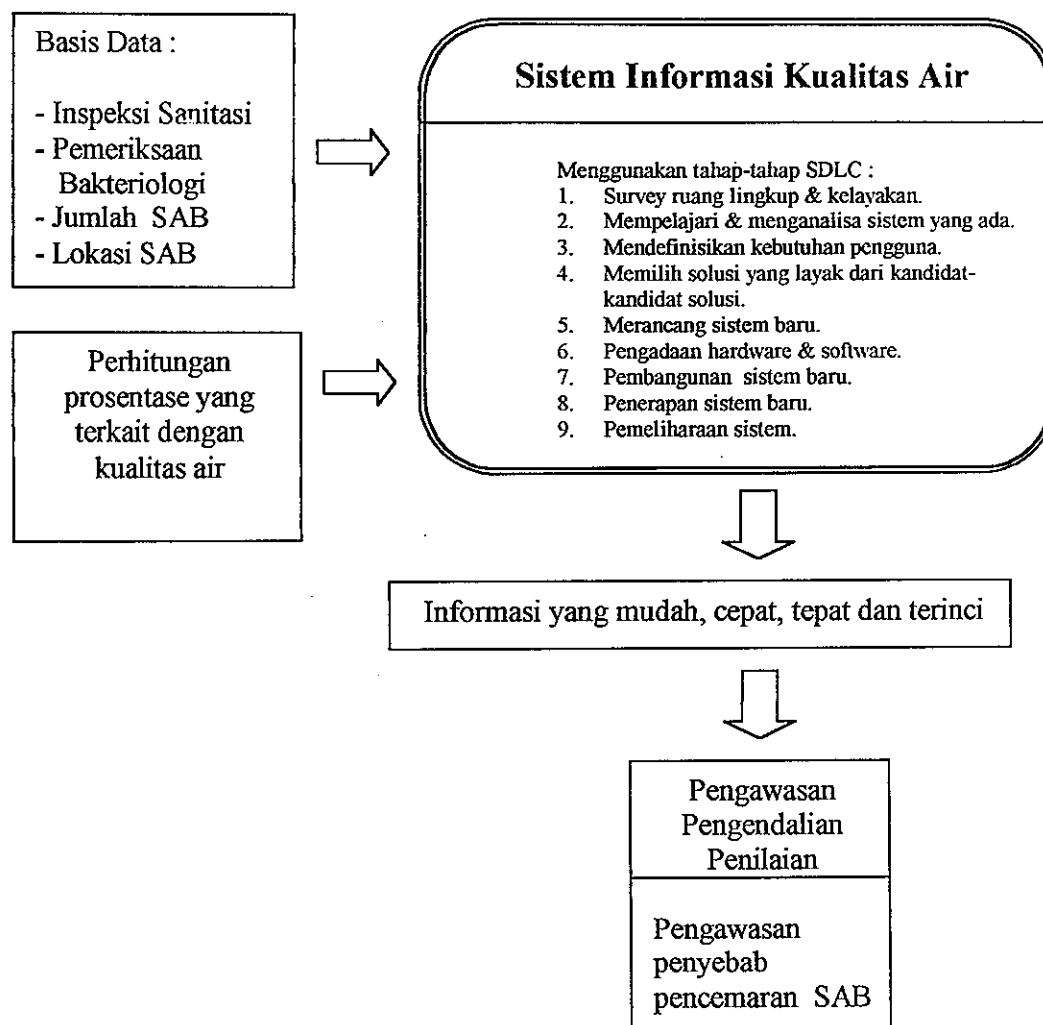 Basis Data :
- Inspeksi Sanitasi
- Pemeriksaan
Bakteriologi
- Jumlah SAB
- Lokasi SAB
Perhitungan
prosentase yang
terkait dengan
kualitas air
Sistem Informasi Kualitas Air
Menggunakan tahap-tahap SDLC :
1. Survey ruang lingkup & kelayakan.
2. Mempelajari & menganalisa sistem yang ada.
3. Mendefinisikan kebutuhan pengguna.
4. Memilih solusi yang layak dari kandidat-
kandidat solusi.
5. Merancang sistem baru.
6. Pengadaan hardware & software.
7. Pembangunan sistem baru.
8. Penerapan sistem baru.
9. Pemeliharaan sistem.
Informasi yang mudah, cepat, tepat dan terinci
Pengawasan
Pengendalian
Penilaian
Pengawasan
penyebab
pencemaran SAB